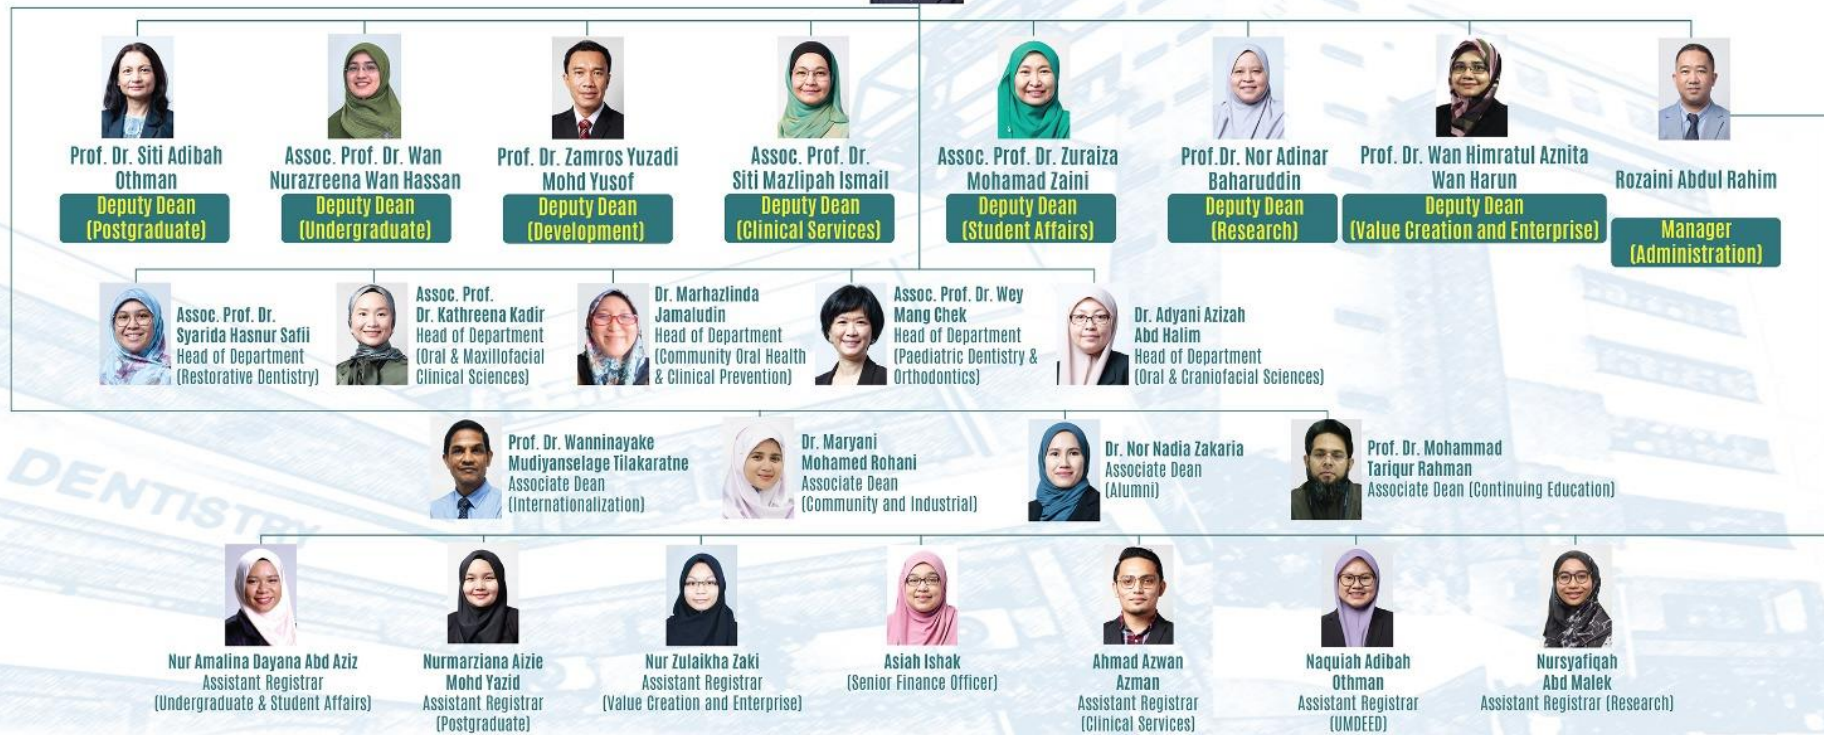 Prof. Dr. Siti Adibah
Othman
Deputy Dean
(Postgraduate)
Assoc. Prof. Dr. Wan
Nurazreena Wan Hassan
Deputy Dean
(Undergraduate)
Prof. Dr. Zamros Yuzadi
Mohd Yusof
Deputy Dean
(Development)
Assoc. Prof. Dr.
Siti Mazlipah Ismail
Deputy Dean
(Clinical Services)
Assoc. Prof. Dr. Zuraiza
Mohamad Zaini
Deputy Dean
(Student Affairs)
Prof.Dr. Nor Adinar
Baharuddin
Deputy Dean
(Research)
Prof. Dr. Wan Himratul Aznita
Wan Harun
Deputy Dean
(Value Creation and Enterprise)
Rozaini Abdul Rahim
Manager
(Administration)
Assoc. Prof. Dr.
Syarida Hasnur Safii
Head of Department
(Restorative Dentistry)
Assoc. Prof.
Dr. Kathreena Kadir
Head of Department
(Oral & Maxillofacial
Clinical Sciences)
Dr. Marhazlinda
Jamaludin
Head of Department
(Community Oral Health
& Clinical Prevention)
Assoc. Prof. Dr. Wey
Mang Chek
Head of Department
(Paediatric Dentistry &
Orthodontics)
Dr. Adyani Azizah
Abd Halim
Head of Department
(Oral & Craniofacial Sciences)
Prof. Dr. Wanninayake
Mudiyanselage Tilakaratne
Associate Dean
(Internationalization)
Dr. Maryani
Mohamed Rohani
Associate Dean
(Community and Industrial)
Dr. Nor Nadia Zakaria
Associate Dean
(Alumni)
Prof. Dr. Mohammad
Tariqur Rahman
Associate Dean (Continuing Education)
DENTISTRY
Nur Amalina Dayana Abd Aziz
Assistant Registrar
(Undergraduate & Student Affairs)
Nurmarziana Aizie
Mohd Yazid
Assistant Registrar
(Postgraduate)
Nur Zulaikha Zaki
Assistant Registrar
(Value Creation and Enterprise)
Asiah Ishak
(Senior Finance Officer)
Ahmad Azwan
Azman
Assistant Registrar
(Clinical Services)
Naquiah Adibah
Othman
Assistant Registrar
(UMDEED)
Nursyafiqah
Abd Malek
Assistant Registrar (Research)